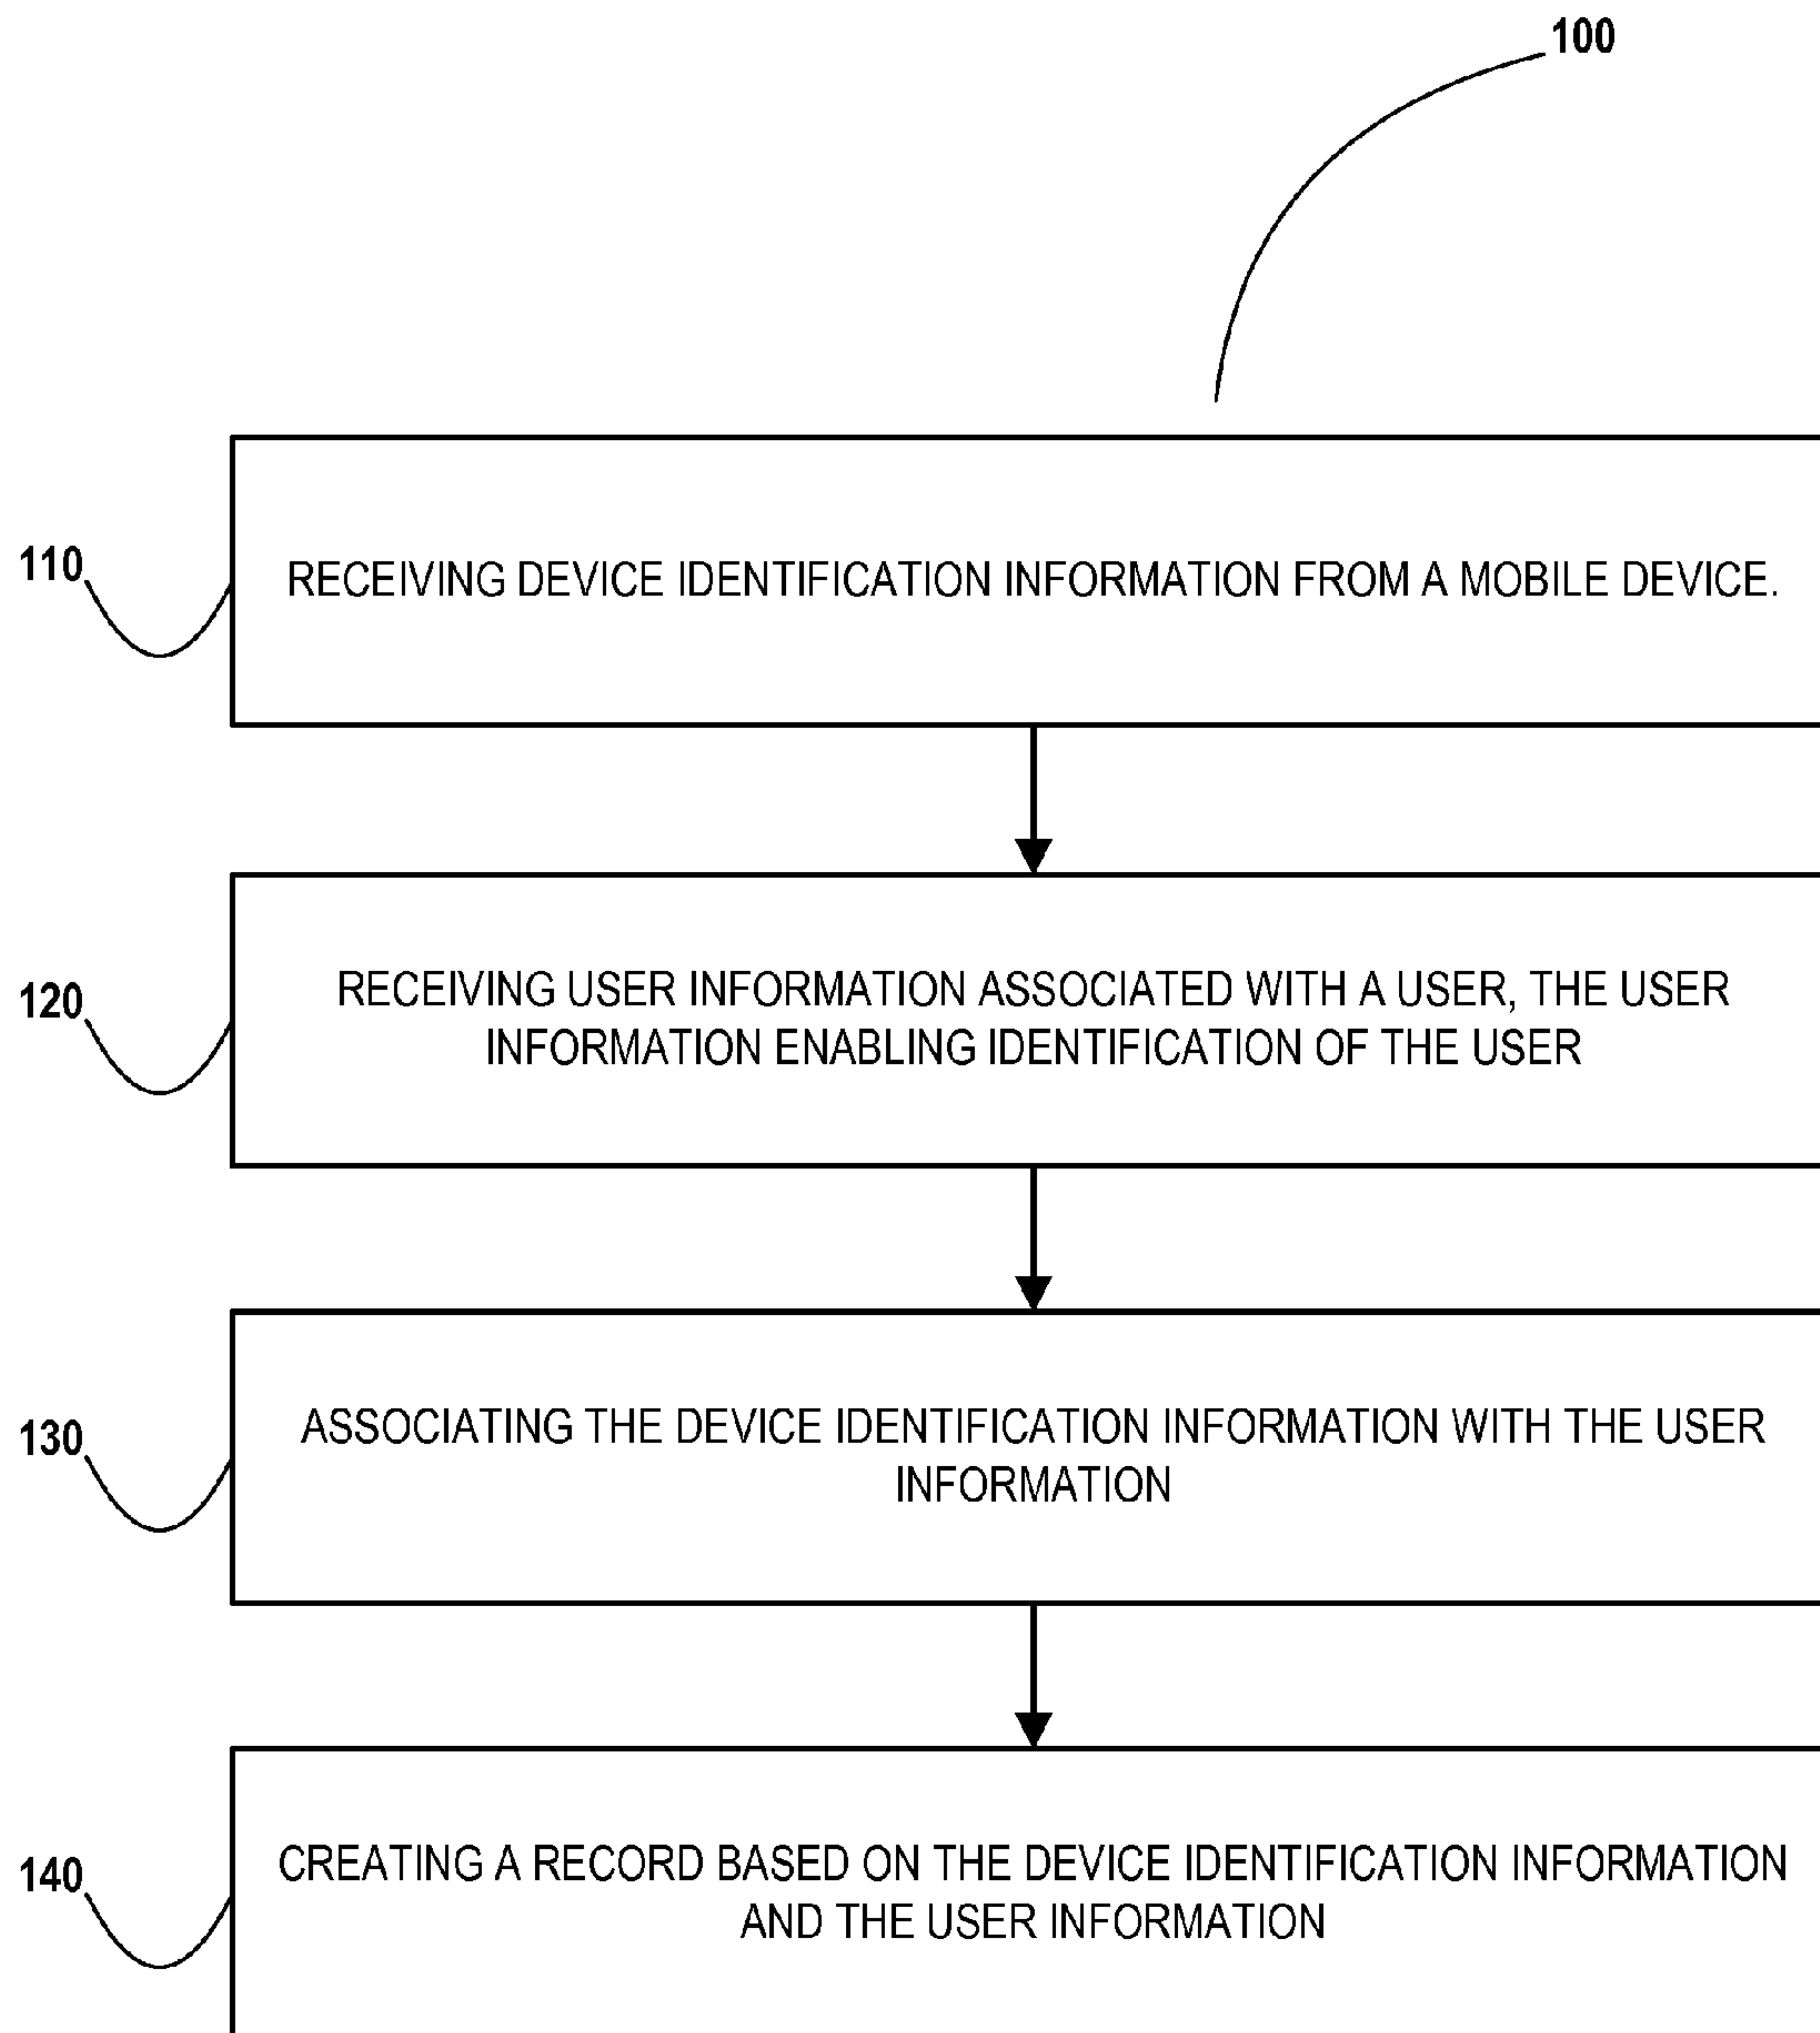 100
110
RECEIVING DEVICE IDENTIFICATION INFORMATION FROM A MOBILE DEVICE.
120
RECEIVING USER INFORMATION ASSOCIATED WITH A USER, THE USER
INFORMATION ENABLING IDENTIFICATION OF THE USER
130
ASSOCIATING THE DEVICE IDENTIFICATION INFORMATION WITH THE USER
INFORMATION
140
CREATING A RECORD BASED ON THE DEVICE IDENTIFICATION INFORMATION
AND THE USER INFORMATION